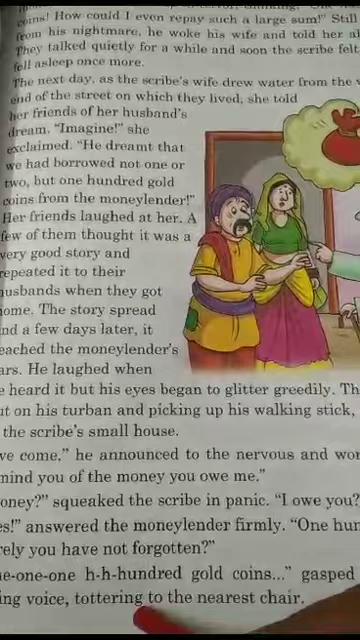 coins! How could I even repay such a large sum!" Still
from his nightmare, he woke his wife and told her al
They talked quietly for a while and soon the scribe felt
fell asleep once more.
The next day, as the scribe's wife drew water from the
end of the street on which they lived, she told
her friends of her husband's
dream. "Imagine!" she
exclaimed. "He dreamt that
we had borrowed not one or
two, but one hundred gold
coins from the moneylender!"
Her friends laughed at her. A
few of them thought it was a
very good story and
repeated it to their
husbands when they got
home. The story spread
nd a few days later, it
eached the moneylender's
ars. He laughed when
e heard it but his eyes began to glitter greedily. Th
ut on his turban and picking up his walking stick,
the scribe's small house.
ve come," he announced to the nervous and wor
mind you of the money you owe me."
oney?" squeaked the scribe in panic. "I owe you?
es!" answered the moneylender firmly. "One hun
rely you have not forgotten?"
ne-one-one h-h-hundred gold coins..." gasped
ing voice, tottering to the nearest chair.